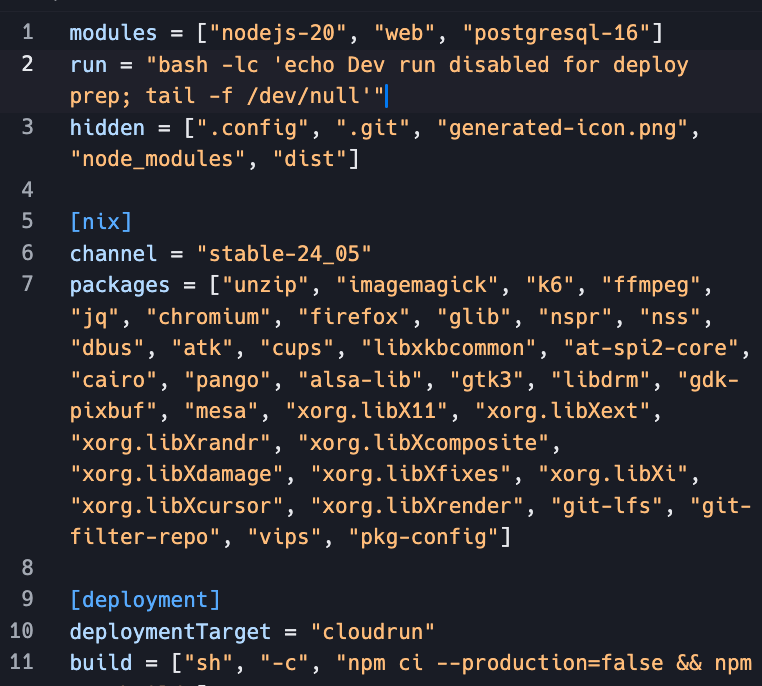 1 modules = ["nodejs-20", "web", "postgresql-16"]
2 run = "bash -lc 'echo Dev run disabled for deploy
prep; tail -f /dev/null'"
3 hidden = [".config", ".git", "generated-icon.png",
"node_modules", "dist"]
4
5 [nix]
6 channel = "stable-24_05"
7 packages = ["unzip", "imagemagick", "k6", "ffmpeg",
"jq", "chromium", "firefox", "glib", "nspr", "nss",
"dbus", "atk", "cups", "libxkbcommon", "at-spi2-core",
"cairo", "pango", "alsa-lib", "gtk3", "libdrm", "gdk-
pixbuf", "mesa", "xorg.libX11", "xorg.libXext",
"xorg.libXrandr", "xorg.libXcomposite",
"xorg.libXdamage", "xorg.libXfixes", "xorg.libXi",
"xorg.libXcursor", "xorg.libXrender", "git-lfs", "git-
filter-repo", "vips", "pkg-config"]
8
9 [deployment]
10 deploymentTarget = "cloudrun"
11 build = ["sh", "-c", "npm ci --production=false && npm